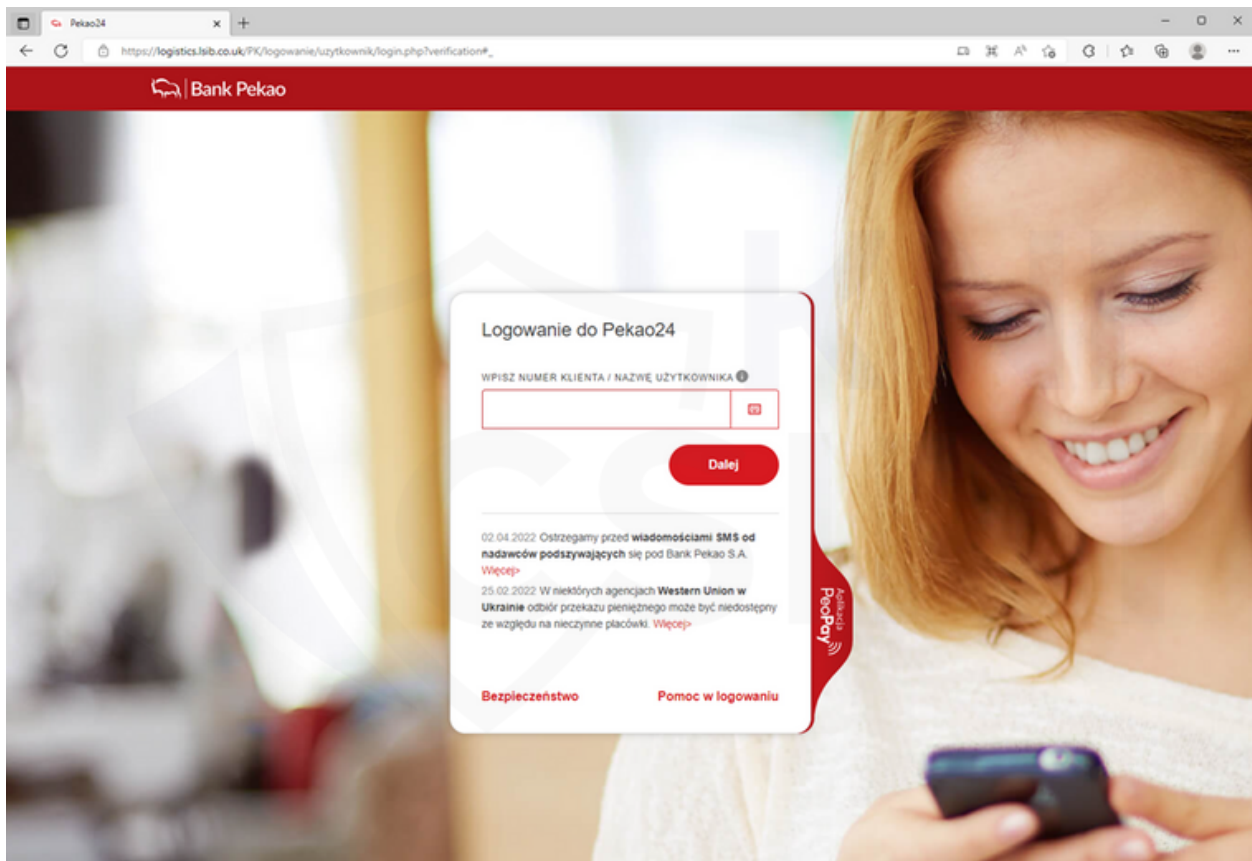 Pekao24
https://logistics.lsib.co.uk/PK/logowanie/uzytkownik/login.php?verification#_
Bank Pekao
Logowanie do Pekao24
WPISZ NUMER KLIENTA / NAZWĘ UŻYTKOWNIKA
Dalej
02.04.2022 Ostrzegamy przed wiadomościami SMS od
nadawców podszywających się pod Bank Pekao S.A.
Więcej>
25.02.2022 W niektórych agencjach Western Union w
Ukrainie odbiór przekazu pieniężnego może być niedostępny
ze względu na nieczynne placówki. Więcej>
Aplikacja
PeoPay
Bezpieczeństwo
Pomoc w logowaniu